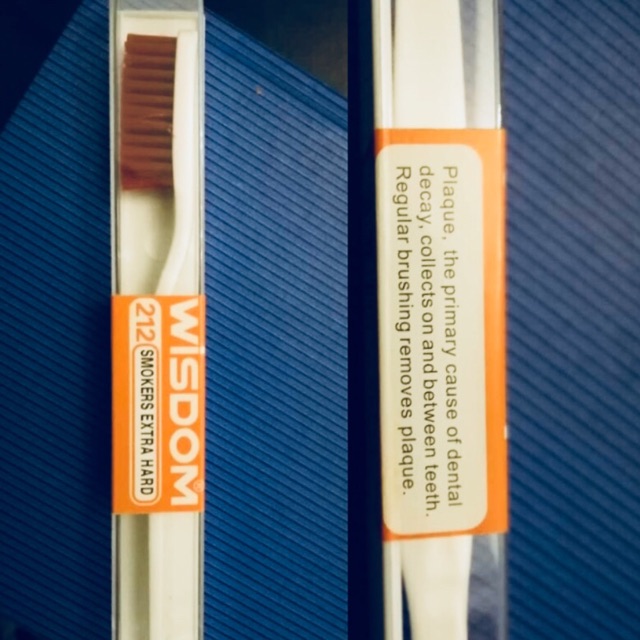 WISDOM
212 SMOKERS EXTRA HARD
Plaque, the primary cause of dental
decay, collects on and between teeth.
Regular brushing removes plaque.